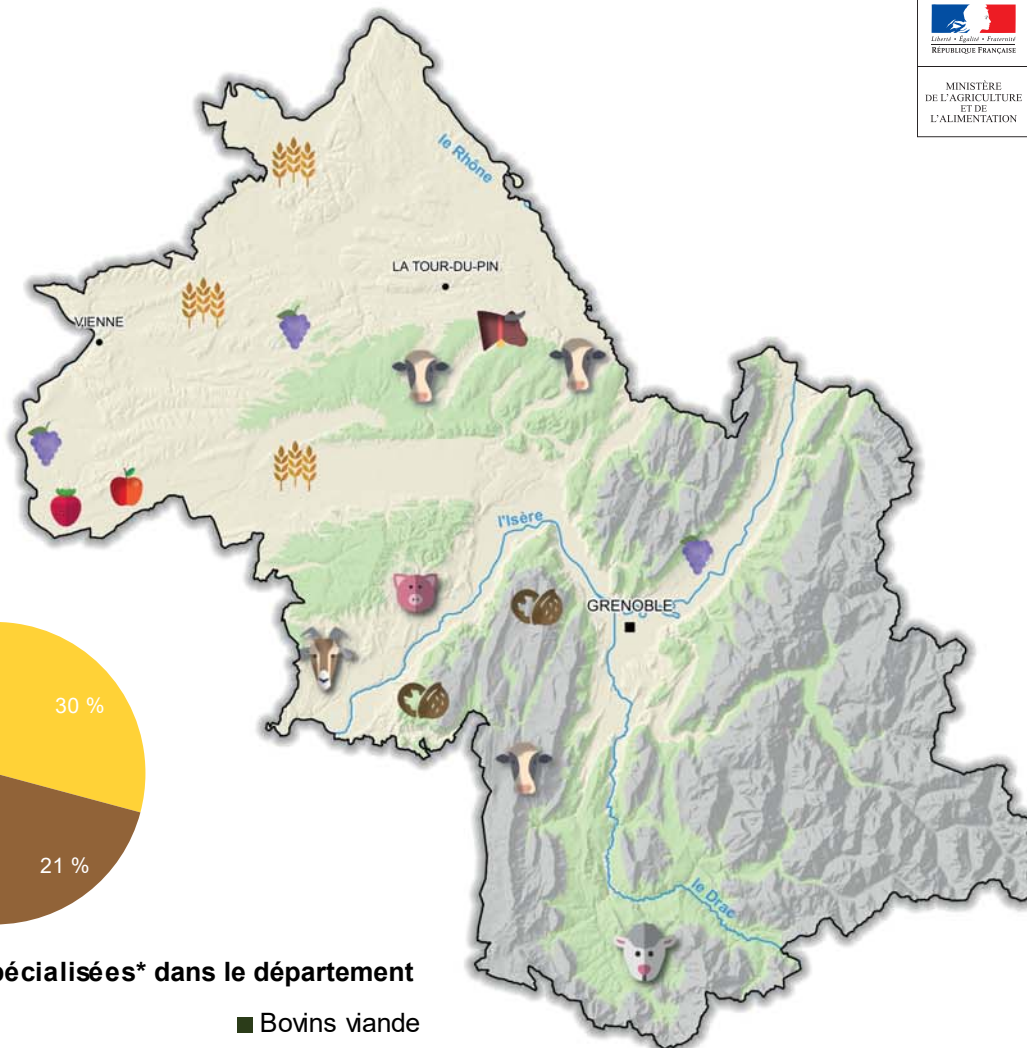 Liberté • Égalité • Fraternité
RÉPUBLIQUE FRANÇAISE
MINISTÈRE
DE L'AGRICULTURE
ET DE
L'ALIMENTATION
le Rhône
LA TOUR-DU-PIN
VIENNE
l'Isère
GRENOBLE
30 %
21 %
le Drac
pécialisées* dans le département
Bovins viande